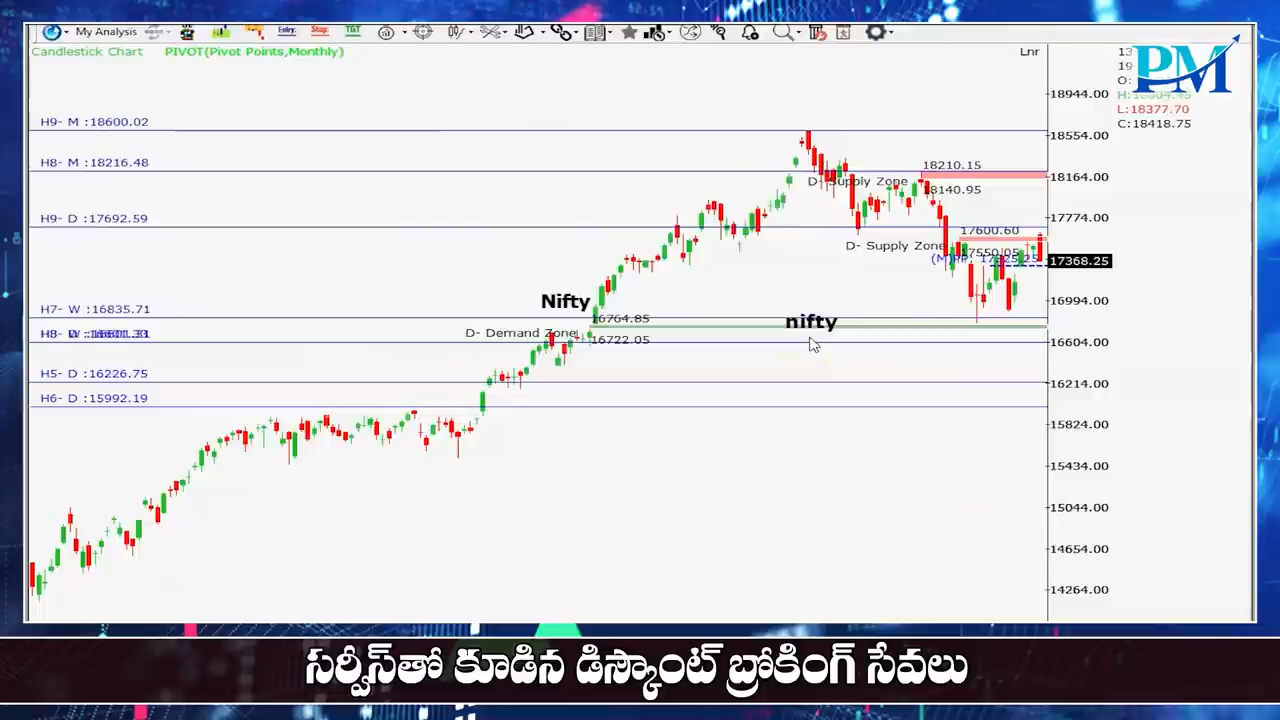 My Analysis Entry: Stop: TGT
Candlestick Chart PIVOT(Pivot Points,Monthly) Lnr
PM
L:18377.70
C:18418.75
18944.00
H9- M :18600.02
18554.00
H8- M :18216.48
18210.15
18164.00
D- Supply Zone
18140.95
H9- D :17692.59
17774.00
17600.60
D- Supply Zone
17550.05
17368.25
Nifty
16994.00
H7- W :16835.71
16764.85
nifty
D- Demand Zone
16722.05
16604.00
H5- D :16226.75
16214.00
H6- D :15992.19
15824.00
15434.00
15044.00
14654.00
14264.00
సర్వీస్‌తో కూడిన డిస్కౌంట్ బ్రోకింగ్ సేవలు